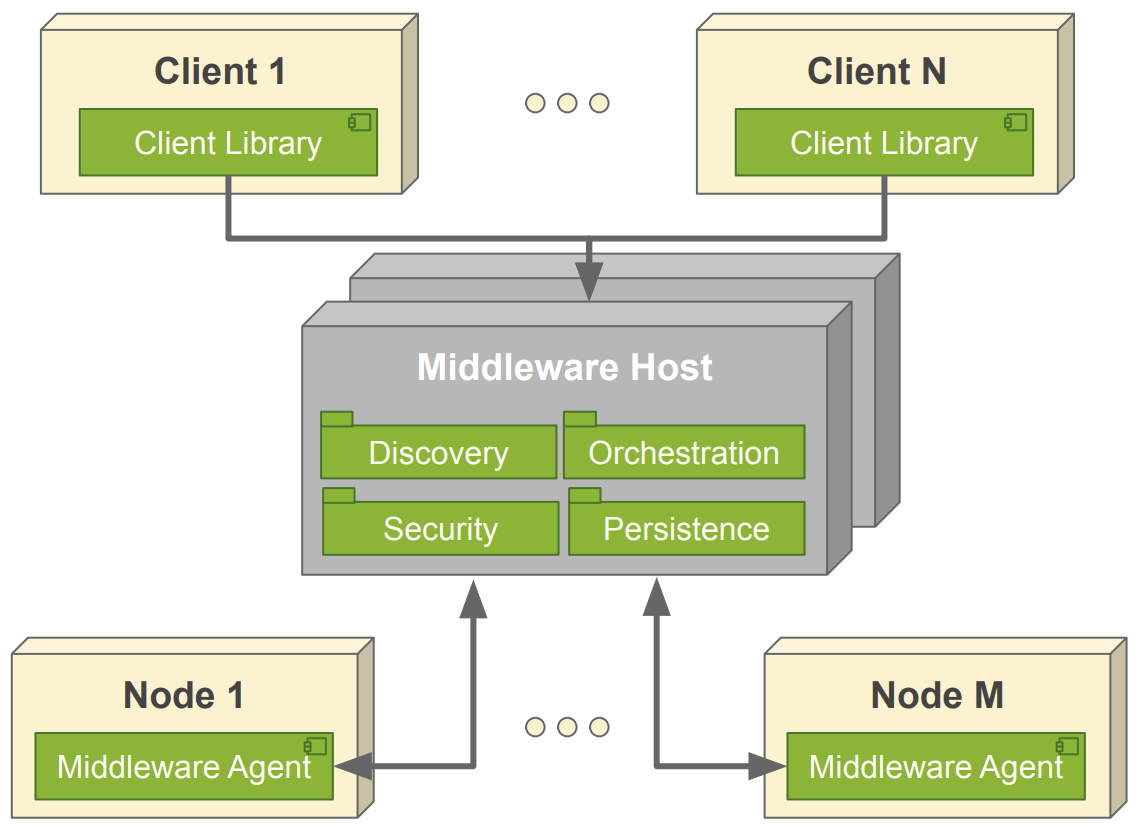 Client 1
Client N
Client Library
Client Library
Middleware Host
Discovery
Orchestration
Security
Persistence
Node 1
Node M
Middleware Agent
Middleware Agent